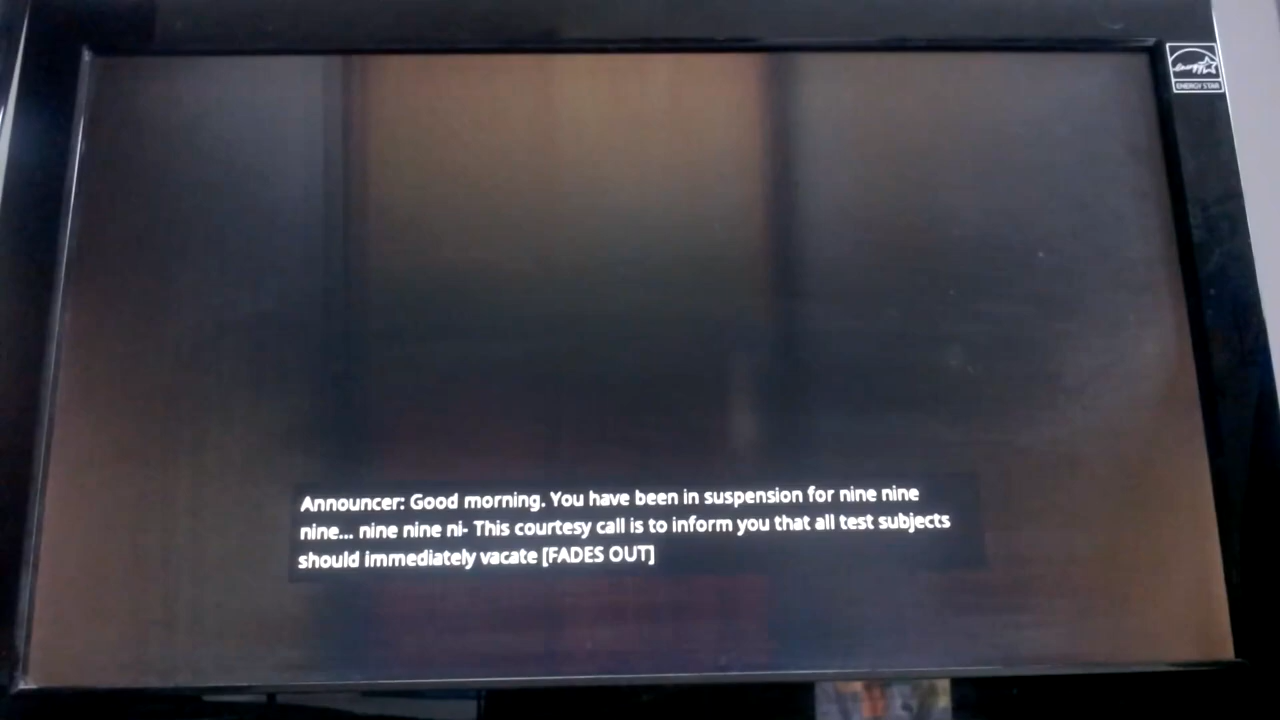 ENERGY STAR
Announcer: Good morning. You have been in suspension for nine nine
nine... nine nine ni- This courtesy call is to inform you that all test subjects
should immediately vacate [FADES OUT]